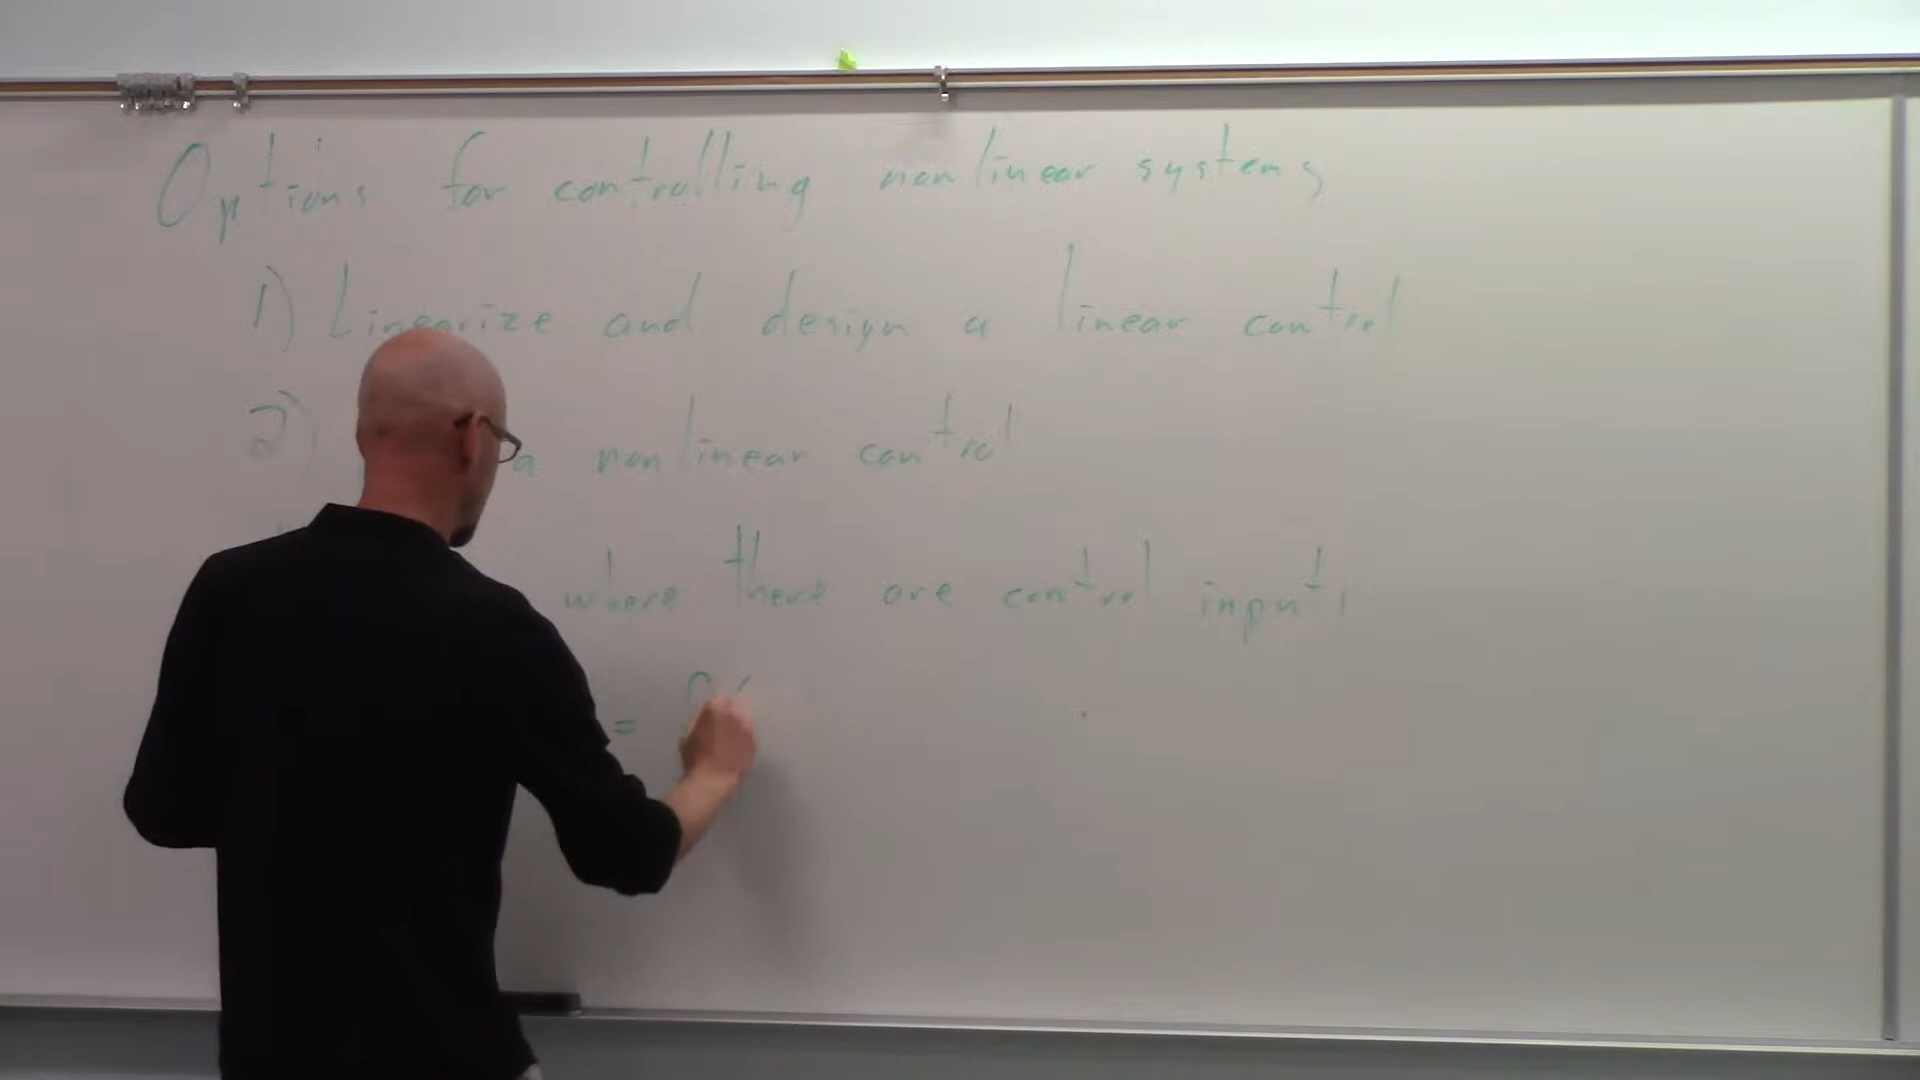 Options for controlling nonlinear systems
1) Linearize and design a linear control
2) a nonlinear control
where there are control inputs
=